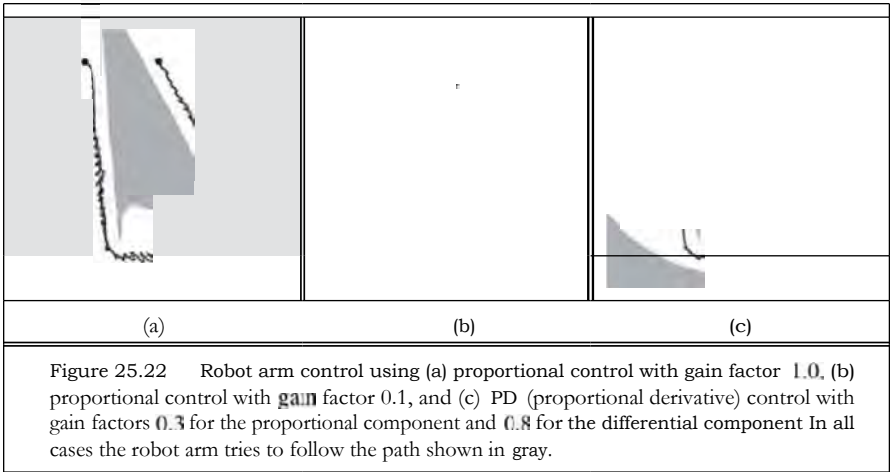 (a) (b) (c)
Figure 25.22 Robot arm control using (a) proportional control with gain factor 1.0, (b)
proportional control with gain factor 0.1, and (c) PD (proportional derivative) control with
gain factors 0.3 for the proportional component and 0.8 for the differential component In all
cases the robot arm tries to follow the path shown in gray.